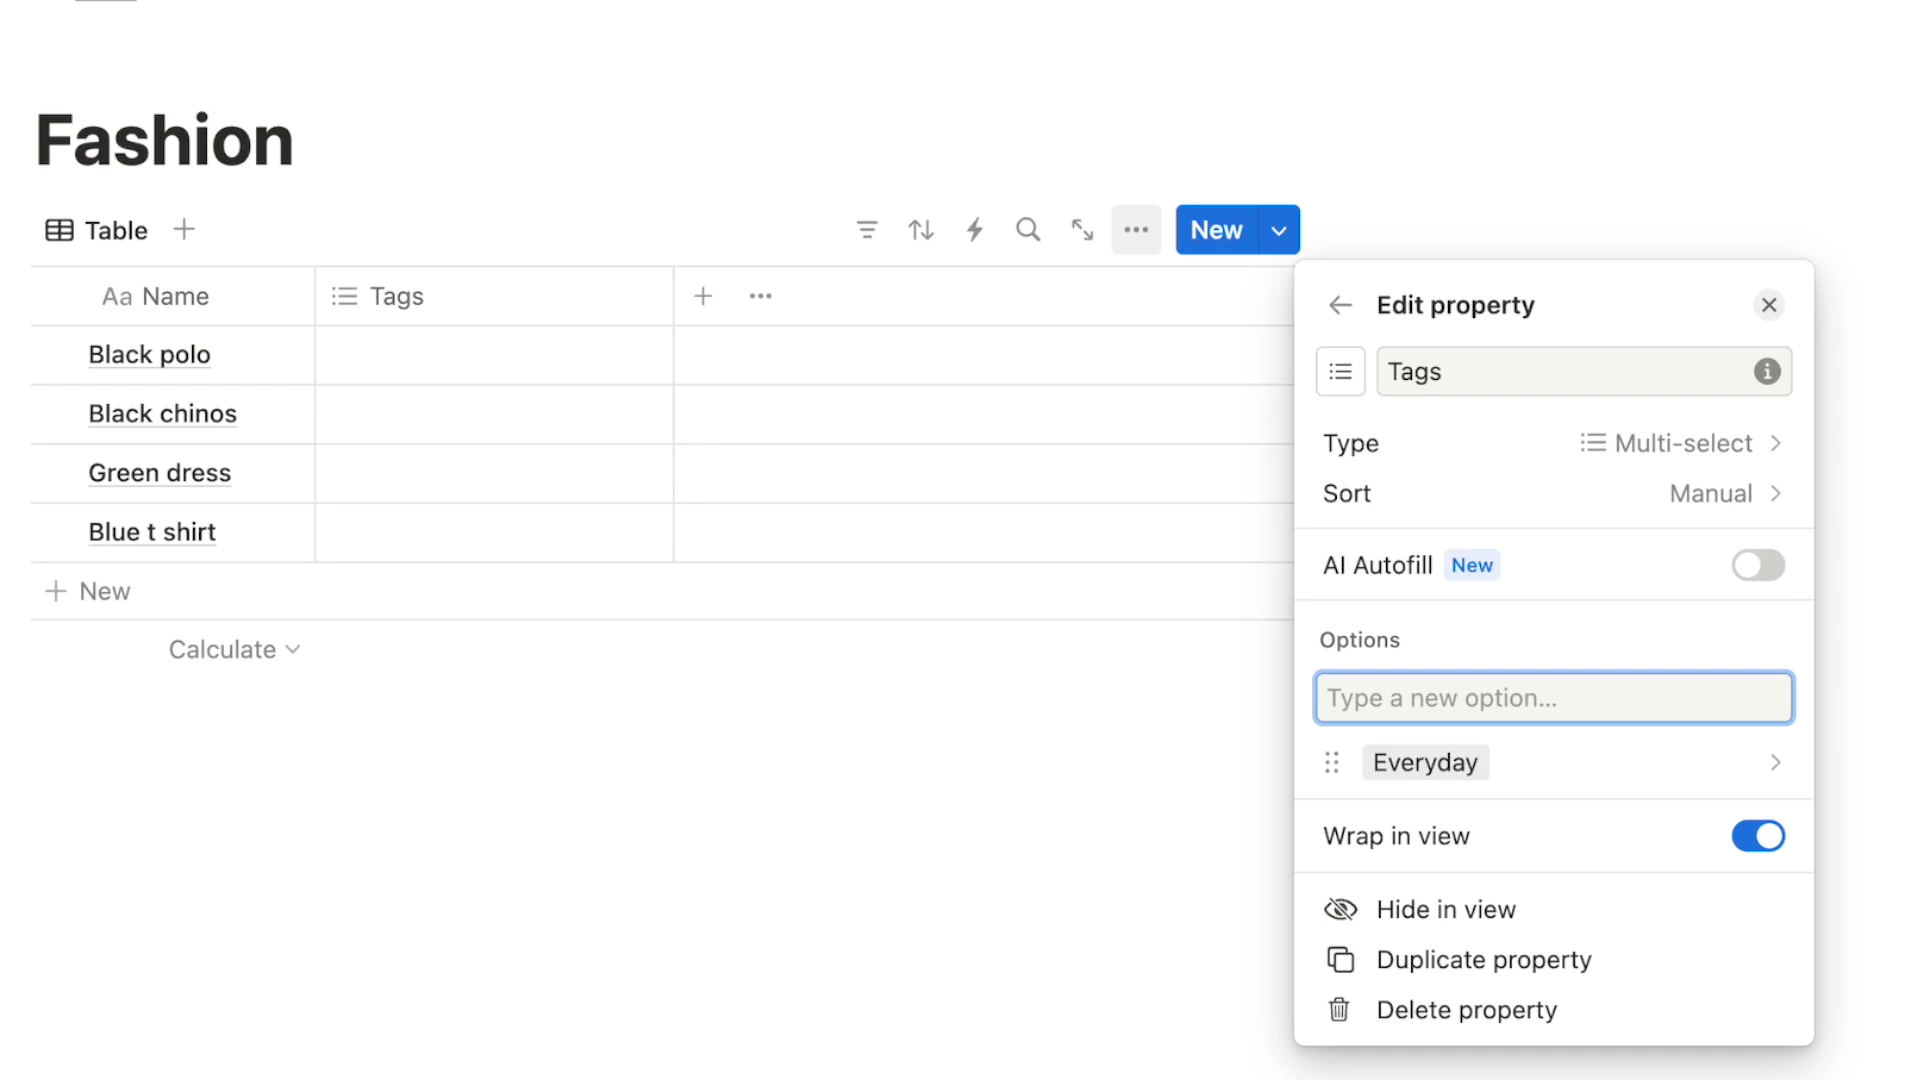 Fashion
Table
New
Aa Name
Tags
Black polo
Black chinos
Green dress
Blue t shirt
New
Calculate
Edit property
Tags
Type Multi-select
Sort Manual
AI Autofill New
Options
Type a new option...
Everyday
Wrap in view
Hide in view
Duplicate property
Delete property